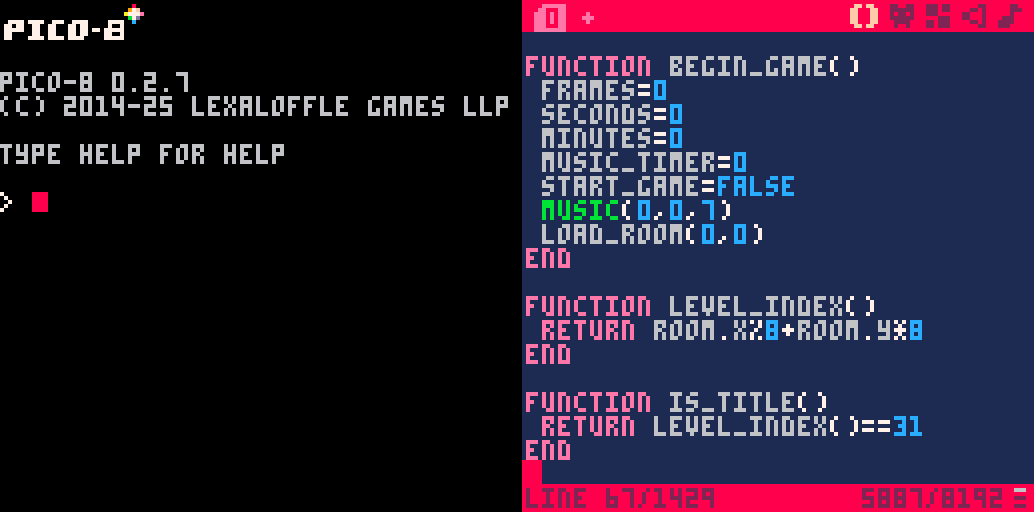 PICO-8
PICO-8 0.2.7
(C) 2014-25 LEXALOFFLE GAMES LLP
TYPE HELP FOR HELP
>
0 +
FUNCTION BEGIN_GAME()
FRAMES=0
SECONDS=0
MINUTES=0
MUSIC_TIMER=0
START_GAME=FALSE
MUSIC(0,0,7)
LOAD_ROOM(0,0)
END
FUNCTION LEVEL_INDEX()
RETURN ROOM.X%8+ROOM.Y*8
END
FUNCTION IS_TITLE()
RETURN LEVEL_INDEX()==31
END
LINE 67/1429
5887/8192